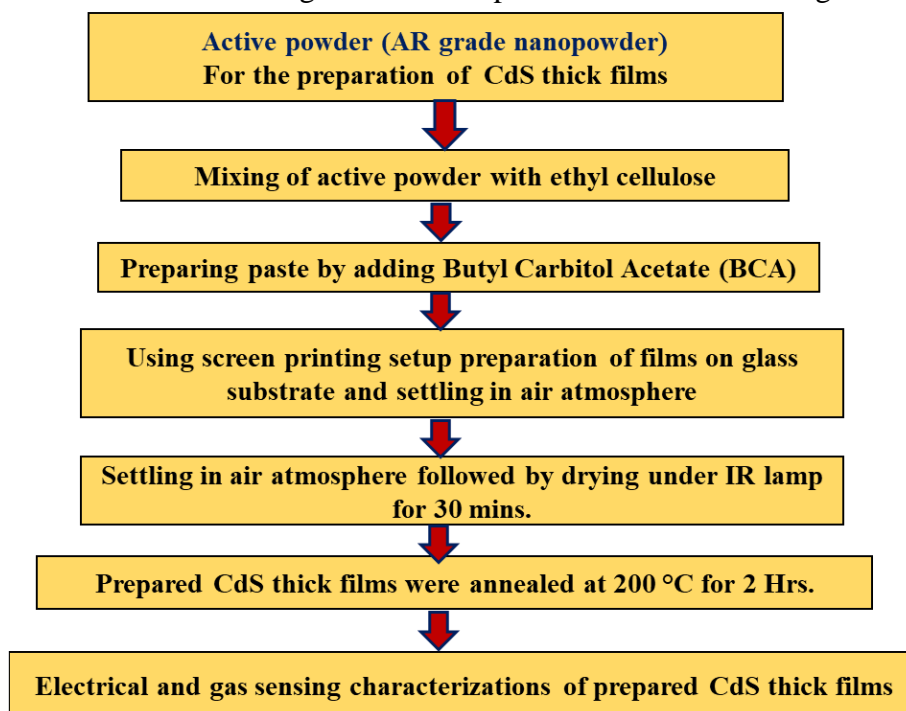 Active powder (AR grade nanopowder)
For the preparation of CdS thick films
Mixing of active powder with ethyl cellulose
Preparing paste by adding Butyl Carbitol Acetate (BCA)
Using screen printing setup preparation of films on glass
substrate and settling in air atmosphere
Settling in air atmosphere followed by drying under IR lamp
for 30 mins.
Prepared CdS thick films were annealed at 200 °C for 2 Hrs.
Electrical and gas sensing characterizations of prepared CdS thick films